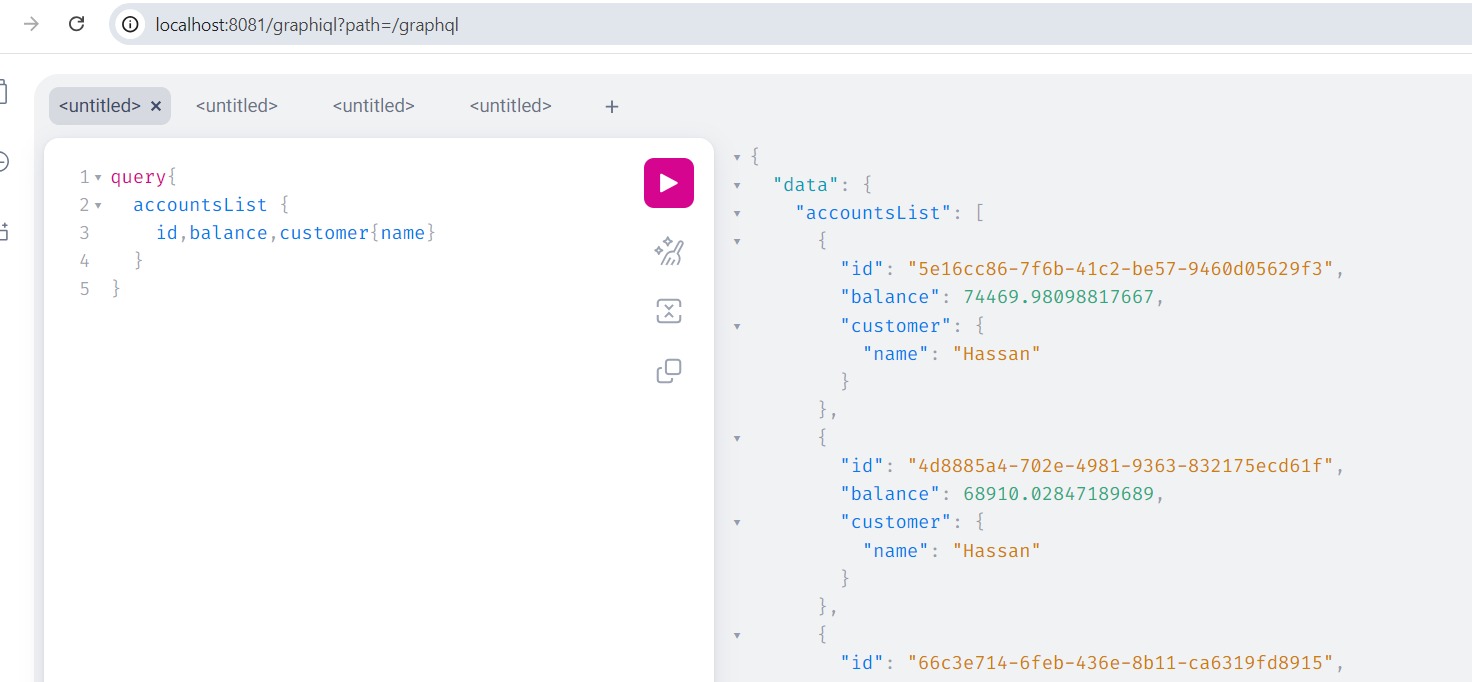 localhost:8081/graphiql?path=/graphql
<untitled> × <untitled> <untitled> <untitled> +
1 query{
2 accountsList {
3 id,balance,customer{name}
4 }
5 }
{
"data": {
"accountsList": [
{
"id": "5e16cc86-7f6b-41c2-be57-9460d05629f3",
"balance": 74469.98098817667,
"customer": {
"name": "Hassan"
}
},
{
"id": "4d8885a4-702e-4981-9363-832175ecd61f",
"balance": 68910.02847189689,
"customer": {
"name": "Hassan"
}
},
{
"id": "66c3e714-6feb-436e-8b11-ca6319fd8915",